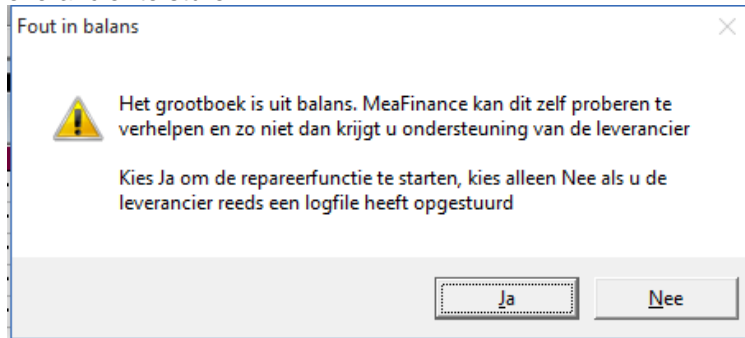 Fout in balans
Het grootboek is uit balans. MeaFinance kan dit zelf proberen te
verhelpen en zo niet dan krijgt u ondersteuning van de leverancier
Kies Ja om de repareerfunctie te starten, kies alleen Nee als u de
leverancier reeds een logfile heeft opgestuurd
Ja
Nee